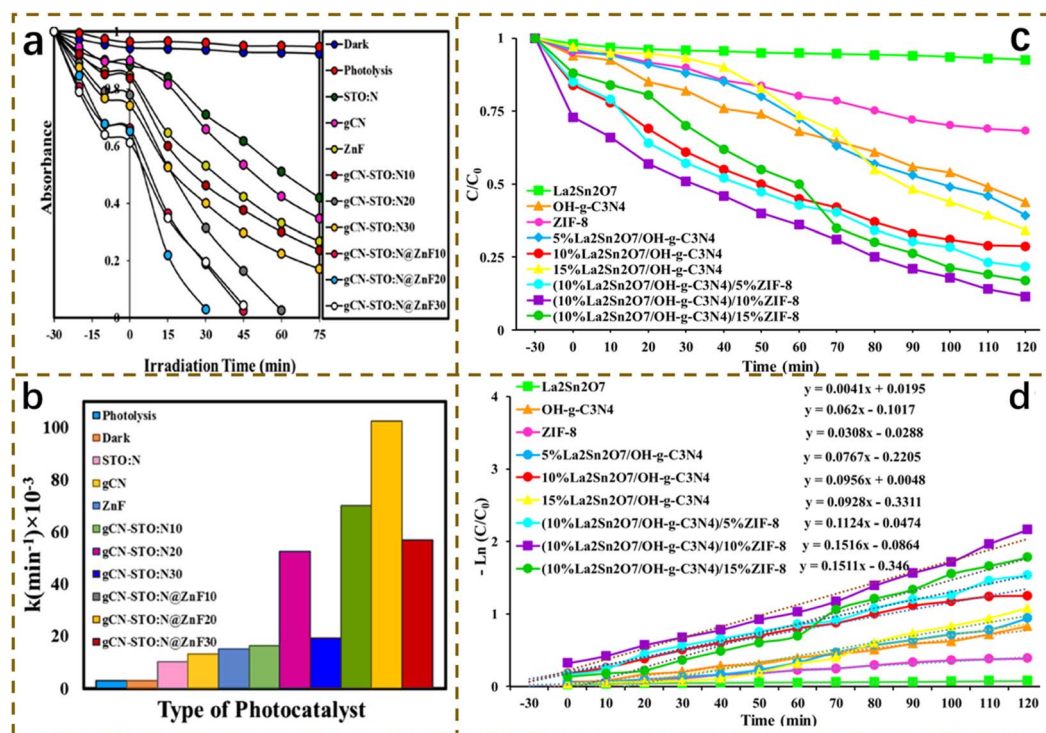 a
Absorbance
1
0.8
0.6
0.4
0.2
0
-30 -15 0 15 30 45 60 75
Irradiation Time (min)
Dark
Photolysis
STO:N
gCN
ZnF
gCN-STO:N10
gCN-STO:N20
gCN-STO:N30
gCN-STO:N@ZnF10
gCN-STO:N@ZnF20
gCN-STO:N@ZnF30
c
C/C0
1
0.75
0.5
0.25
0
La2Sn2O7
OH-g-C3N4
ZIF-8
5%La2Sn2O7/OH-g-C3N4
10%La2Sn2O7/OH-g-C3N4
15%La2Sn2O7/OH-g-C3N4
(10%La2Sn2O7/OH-g-C3N4)/5%ZIF-8
(10%La2Sn2O7/OH-g-C3N4)/10%ZIF-8
(10%La2Sn2O7/OH-g-C3N4)/15%ZIF-8
-30 0 10 20 30 40 50 60 70 80 90 100 110 120
Time (min)
b
k(min-1)×10-3
100
80
60
40
20
0
Photolysis
Dark
STO:N
gCN
ZnF
gCN-STO:N10
gCN-STO:N20
gCN-STO:N30
gCN-STO:N@ZnF10
gCN-STO:N@ZnF20
gCN-STO:N@ZnF30
Type of Photocatalyst
d
- Ln (C/C0)
4
3
2
1
0
La2Sn2O7 y = 0.0041x + 0.0195
OH-g-C3N4 y = 0.062x - 0.1017
ZIF-8 y = 0.0308x - 0.0288
5%La2Sn2O7/OH-g-C3N4 y = 0.0767x - 0.2205
10%La2Sn2O7/OH-g-C3N4 y = 0.0956x + 0.0048
15%La2Sn2O7/OH-g-C3N4 y = 0.0928x - 0.3311
(10%La2Sn2O7/OH-g-C3N4)/5%ZIF-8 y = 0.1124x - 0.0474
(10%La2Sn2O7/OH-g-C3N4)/10%ZIF-8 y = 0.1516x - 0.0864
(10%La2Sn2O7/OH-g-C3N4)/15%ZIF-8 y = 0.1511x - 0.346
-30 0 10 20 30 40 50 60 70 80 90 100 110 120
Time (min)